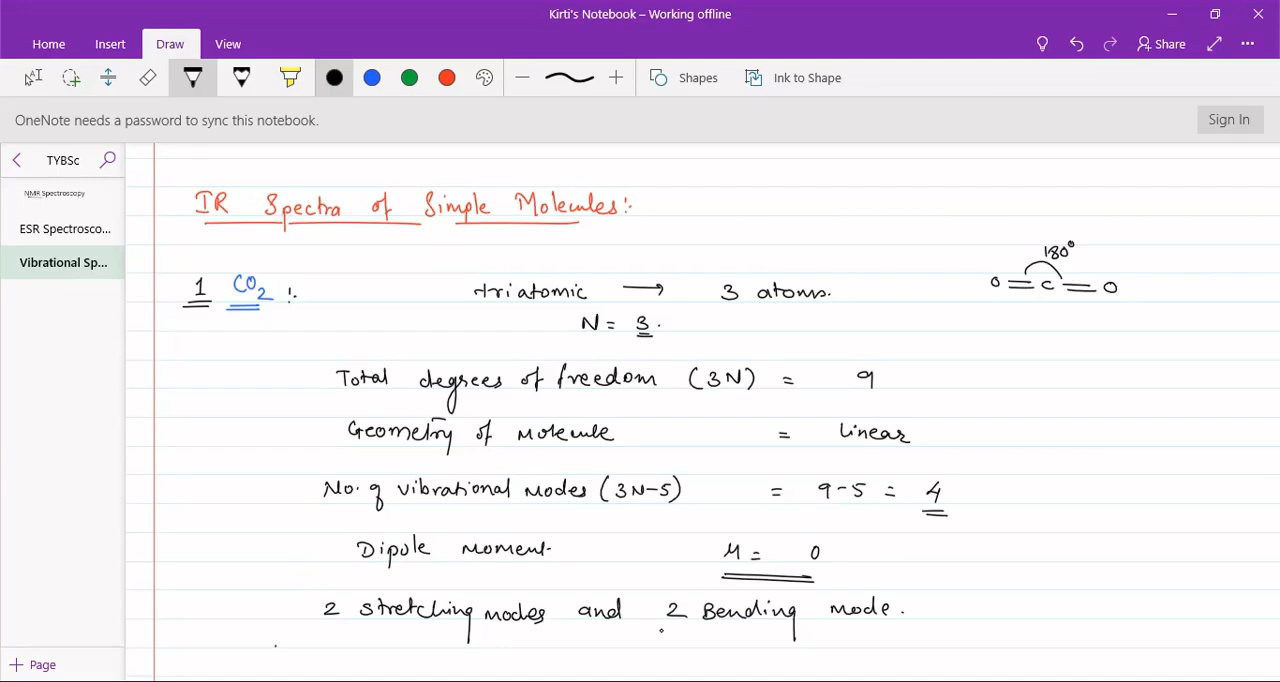 Kirti's Notebook – Working offline
Home Insert Draw View
Share
Shapes Ink to Shape
OneNote needs a password to sync this notebook. Sign In
TYBSc
NMR Spectroscopy
ESR Spectrosco...
Vibrational Sp...
Page
IR Spectra of Simple Molecules:-
180°
O=C=O
1 CO2 :- triatomic → 3 atoms.
N = 3.
Total degrees of freedom (3N) = 9
Geometry of molecule = linear
No. of vibrational modes (3N-5) = 9-5 = 4
Dipole moment μ = 0
2 stretching modes and 2 Bending mode.